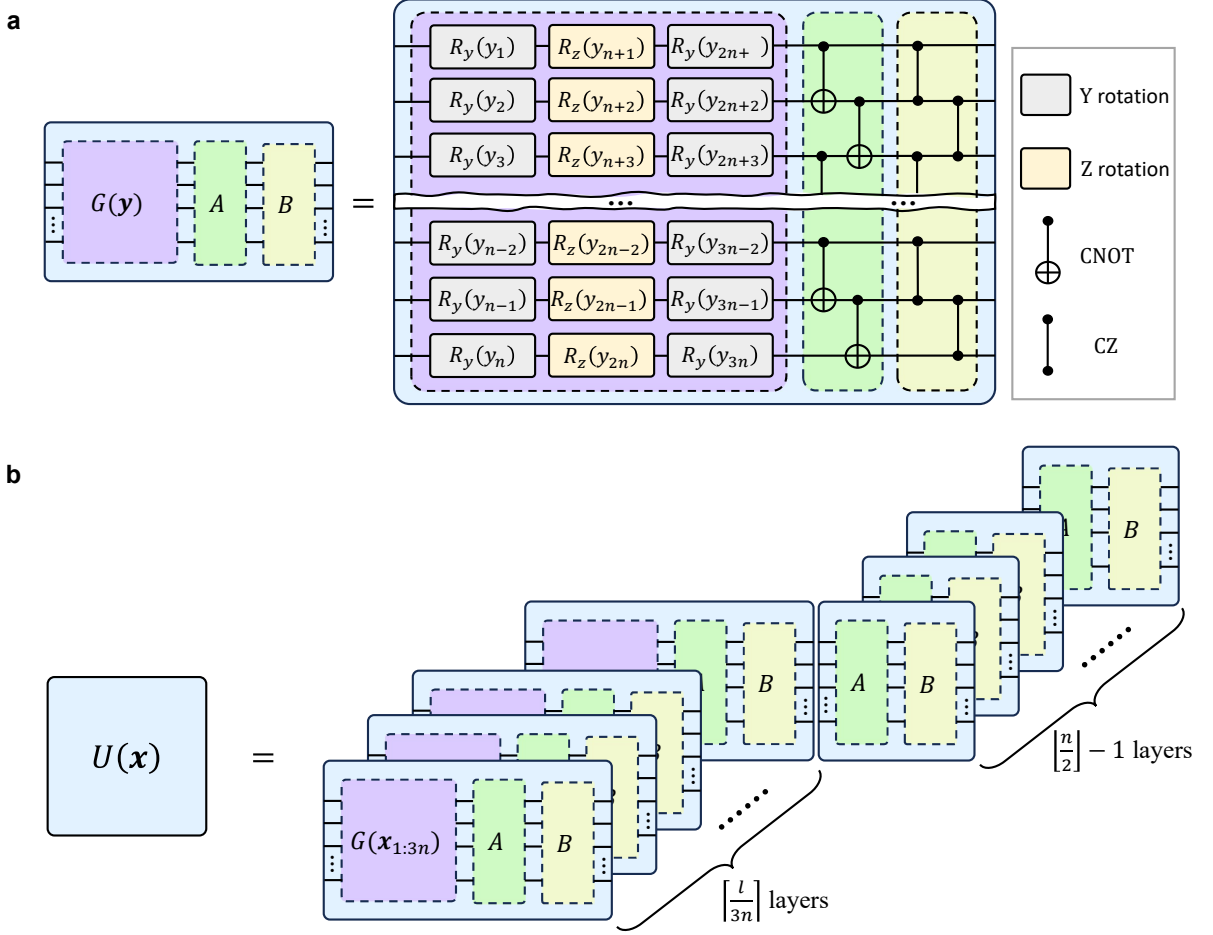 a
G(y) A B
=
R_y(y_1) R_z(y_{n+1}) R_y(y_{2n+ })
R_y(y_2) R_z(y_{n+2}) R_y(y_{2n+2})
R_y(y_3) R_z(y_{n+3}) R_y(y_{2n+3})
R_y(y_{n-2}) R_z(y_{2n-2}) R_y(y_{3n-2})
R_y(y_{n-1}) R_z(y_{2n-1}) R_y(y_{3n-1})
R_y(y_n) R_z(y_{2n}) R_y(y_{3n})
Y rotation
Z rotation
CNOT
CZ
b
U(x)
=
G(x_{1:3n}) A B
B
A B
A B
⌈l/3n⌉ layers
⌊n/2⌋ − 1 layers